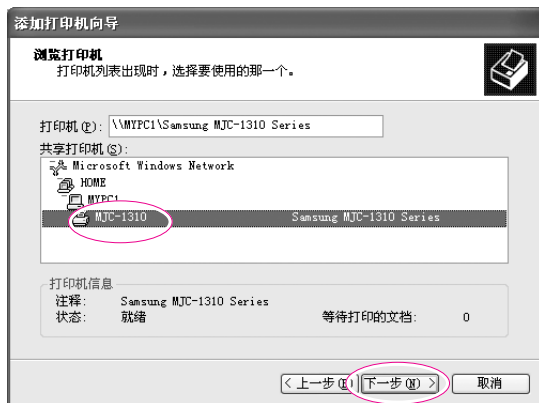 添加打印机向导
浏览打印机
打印机列表出现时，选择要使用的那一个。
打印机(P): \\MYPC1\Samsung MJC-1310 Series
共享打印机(S):
Microsoft Windows Network
HOME
MYPC1
MJC-1310 Samsung MJC-1310 Series
打印机信息
注释: Samsung MJC-1310 Series
状态: 就绪 等待打印的文档: 0
< 上一步(B) 下一步(N) > 取消